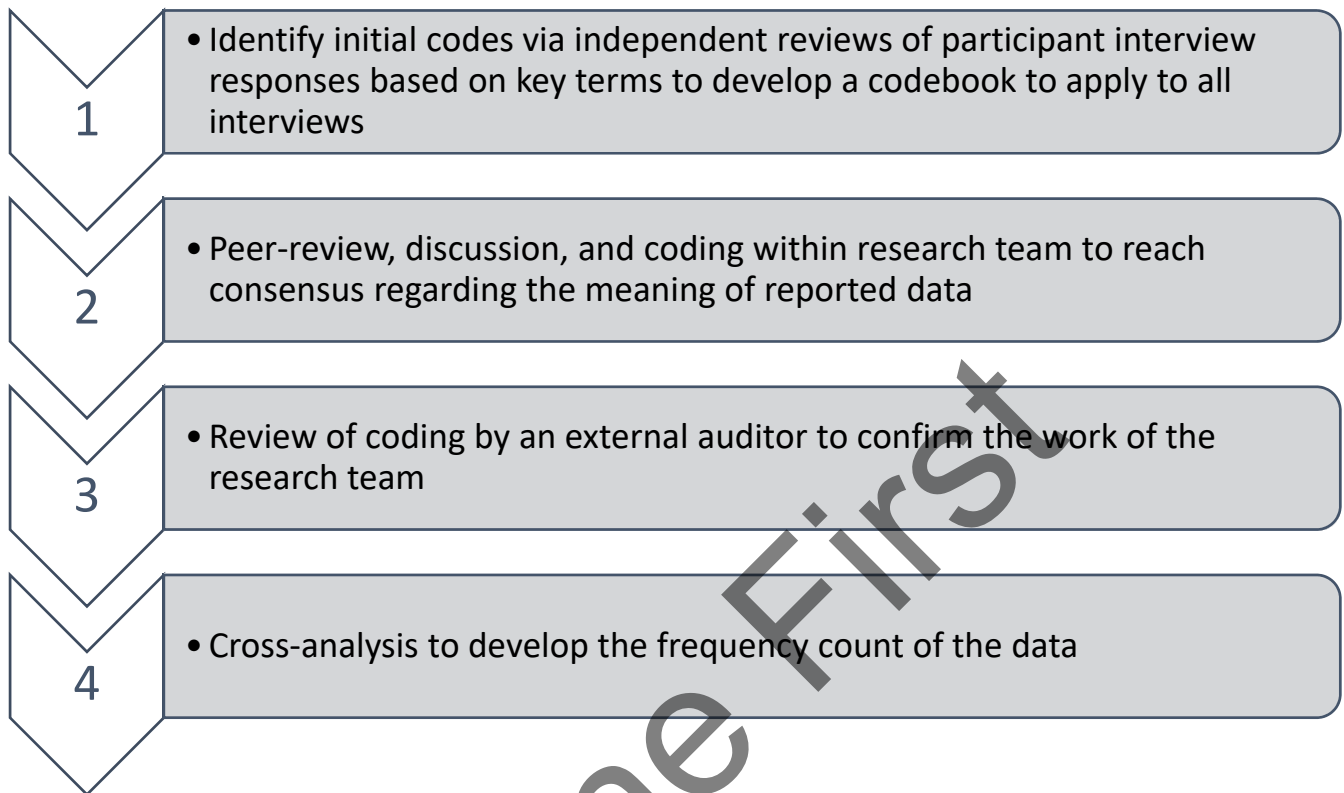 1
• Identify initial codes via independent reviews of participant interview
responses based on key terms to develop a codebook to apply to all
interviews
2
• Peer-review, discussion, and coding within research team to reach
consensus regarding the meaning of reported data
3
• Review of coding by an external auditor to confirm the work of the
research team
4
• Cross-analysis to develop the frequency count of the data
First